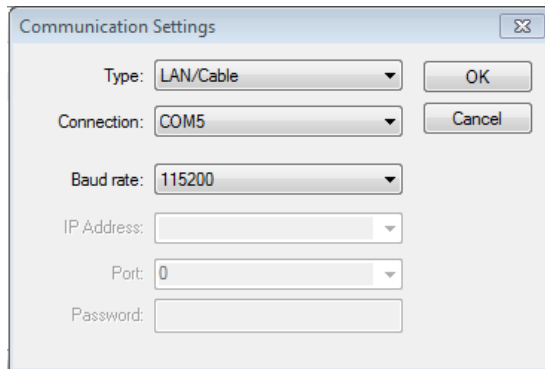 Communication Settings
Type: LAN/Cable
OK
Connection: COM5
Cancel
Baud rate: 115200
IP Address:
Port: 0
Password: